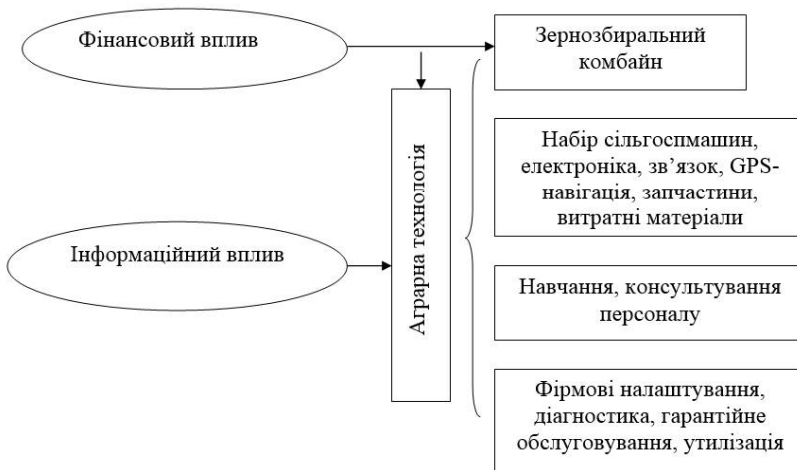 Фінансовий вплив
Зернозбиральний
комбайн
Аграрна технологія
Набір сільгоспмашин,
електроніка, зв’язок, GPS-
навігація, запчастини,
витратні матеріали
Інформаційний вплив
Навчання, консультування
персоналу
Фірмові налаштування,
діагностика, гарантійне
обслуговування, утилізація